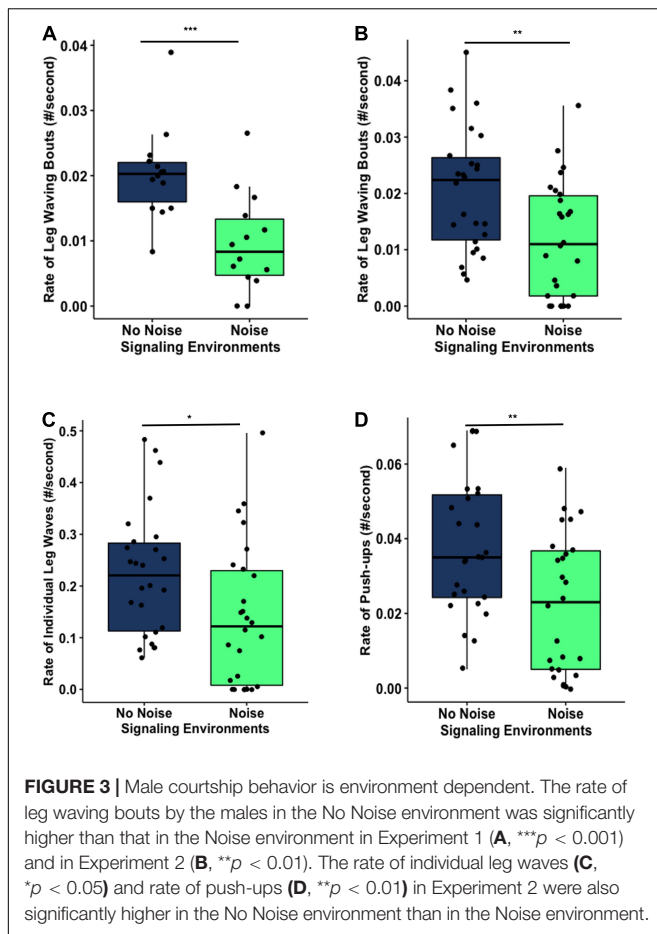 A
***
0.04
0.03
0.02
0.01
0.00
Rate of Leg Waving Bouts (#/second)
No Noise
Noise
Signaling Environments
B
**
0.04
0.03
0.02
0.01
0.00
Rate of Leg Waving Bouts (#/second)
No Noise
Noise
Signaling Environments
C
*
0.5
0.4
0.3
0.2
0.1
0.0
Rate of Individual Leg Waves (#/second)
No Noise
Noise
Signaling Environments
D
**
0.06
0.04
0.02
0.00
Rate of Push-ups (#/second)
No Noise
Noise
Signaling Environments
FIGURE 3 | Male courtship behavior is environment dependent. The rate of
leg waving bouts by the males in the No Noise environment was significantly
higher than that in the Noise environment in Experiment 1 (A, ***p < 0.001)
and in Experiment 2 (B, **p < 0.01). The rate of individual leg waves (C,
*p < 0.05) and rate of push-ups (D, **p < 0.01) in Experiment 2 were also
significantly higher in the No Noise environment than in the Noise environment.